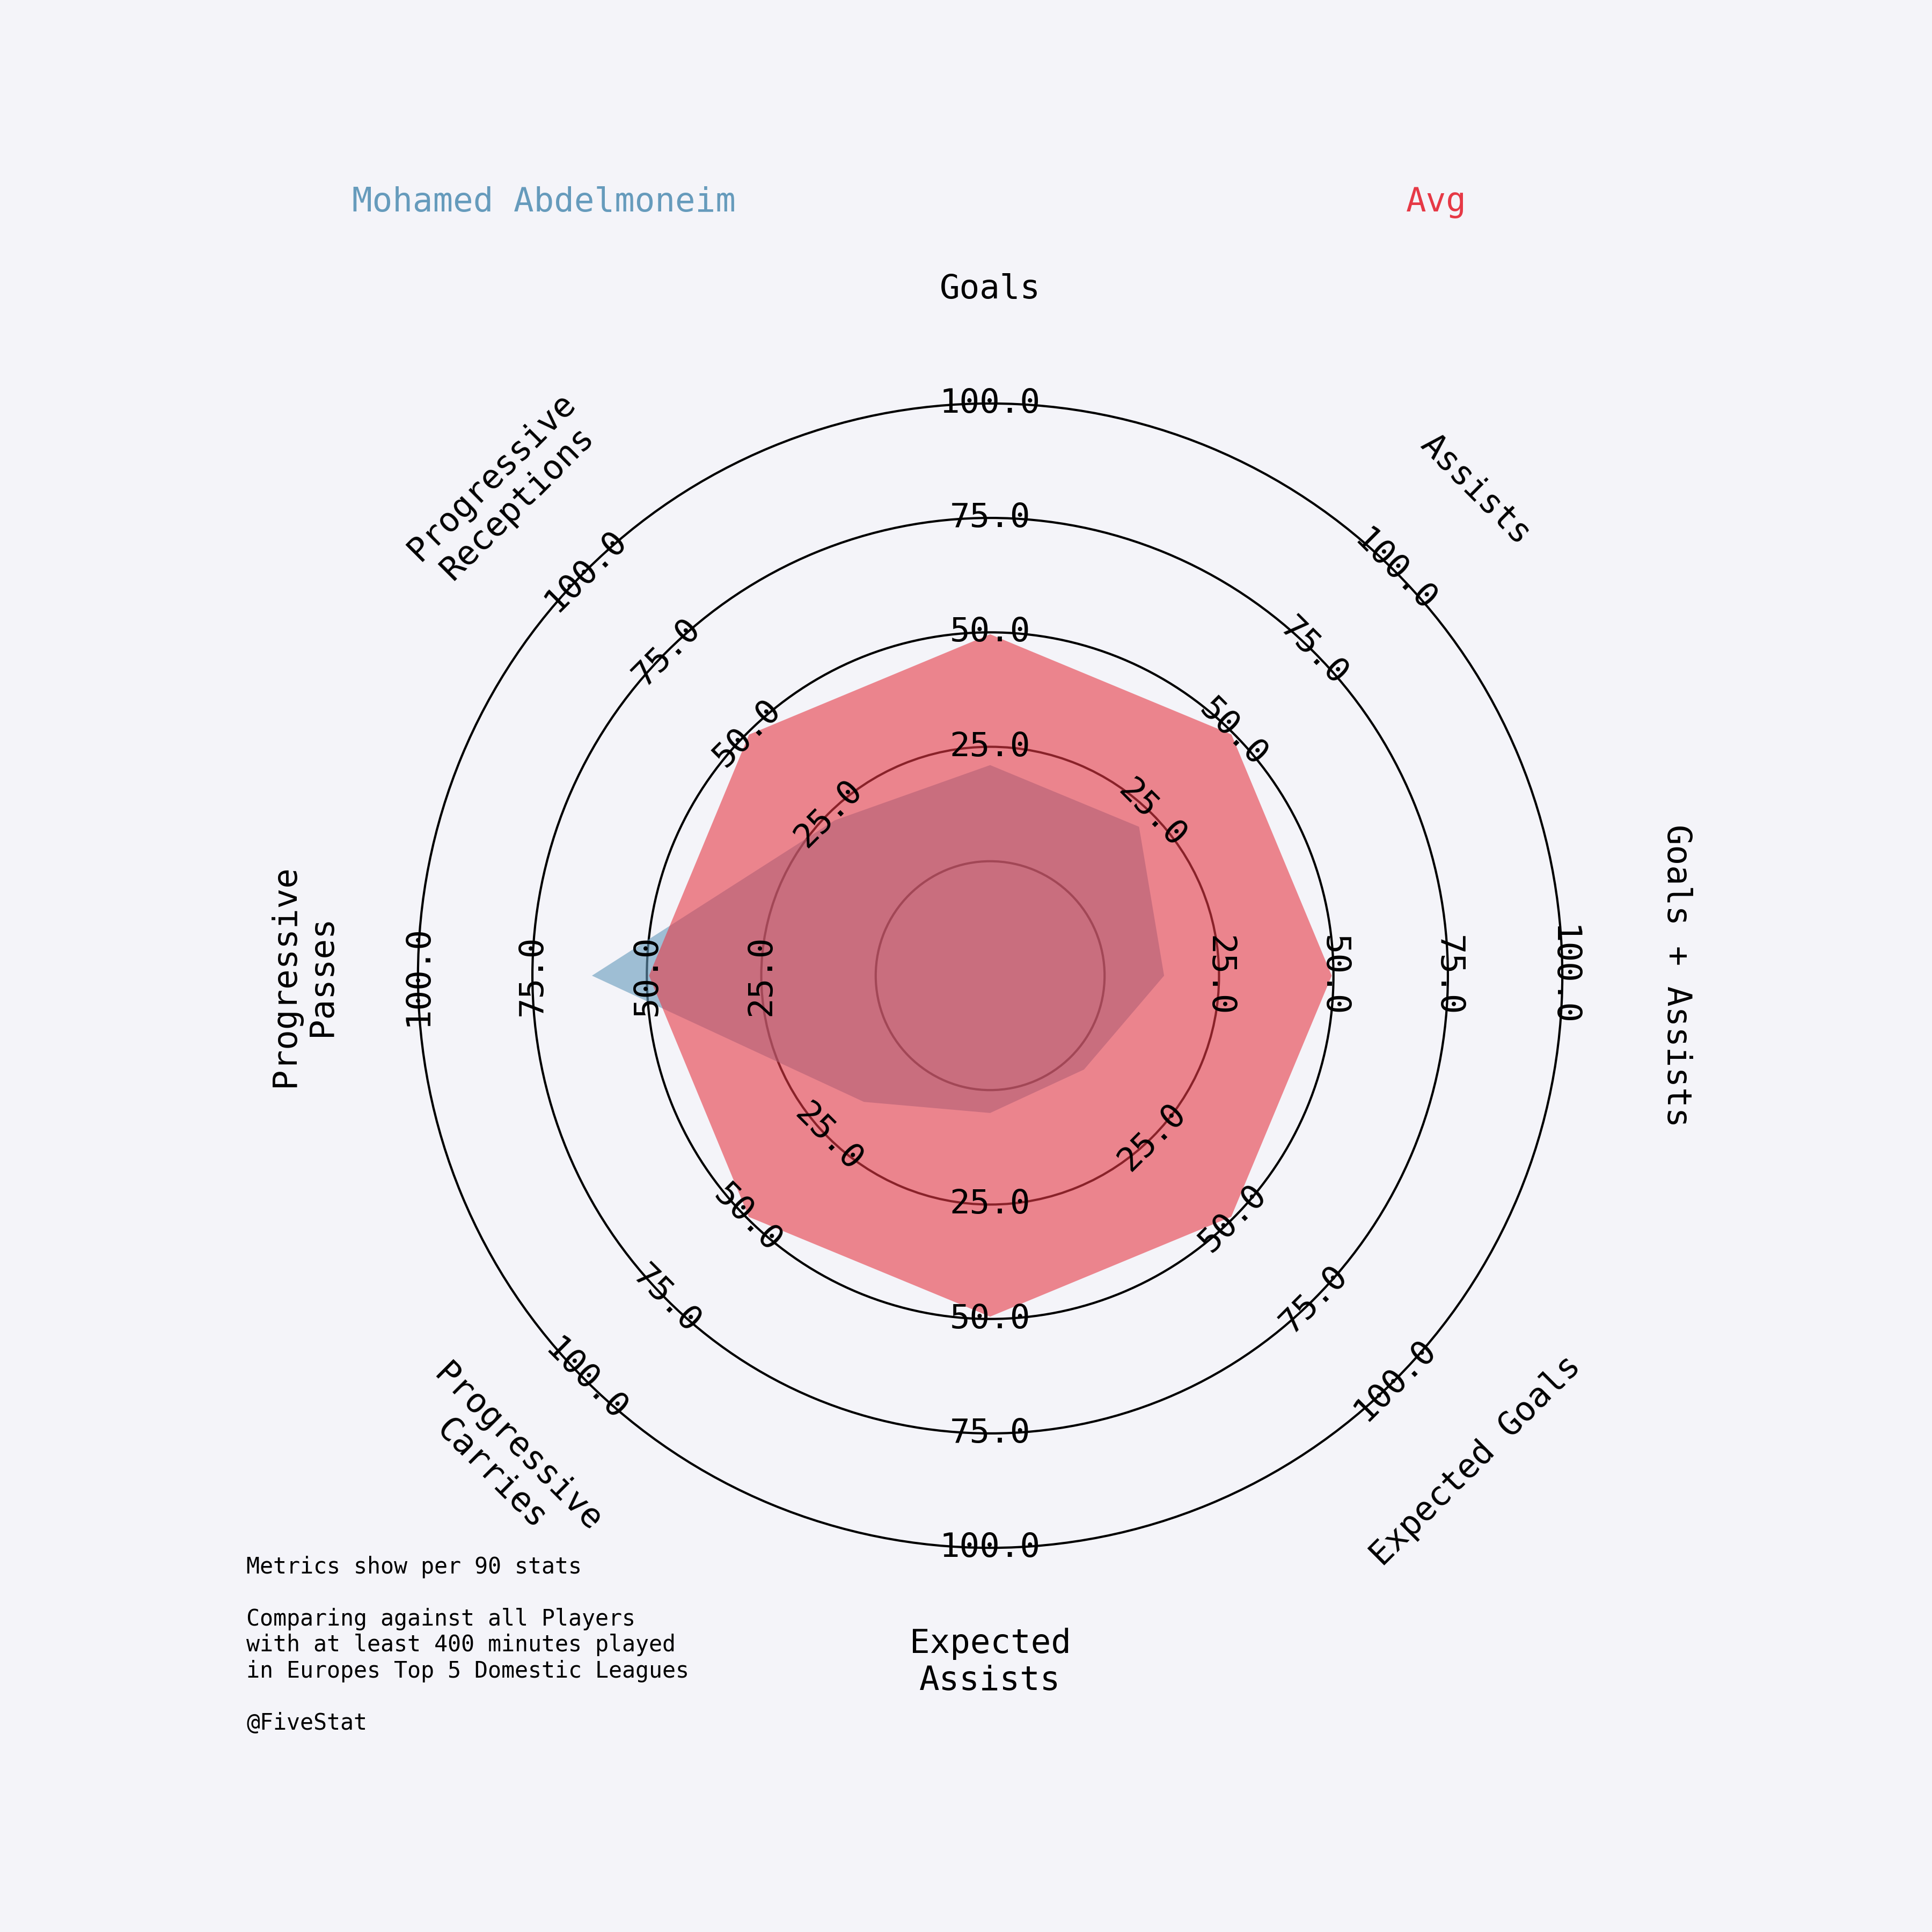 Mohamed Abdelmoneim
Avg
Goals
Assists
Goals + Assists
Expected Goals
Expected
Assists
Progressive
Carries
Progressive
Passes
Progressive
Receptions
25.0
50.0
75.0
100.0
25.0
50.0
75.0
100.0
25.0
50.0
75.0
100.0
25.0
50.0
75.0
100.0
25.0
50.0
75.0
100.0
25.0
50.0
75.0
100.0
25.0
50.0
75.0
100.0
25.0
50.0
75.0
100.0
Metrics show per 90 stats
Comparing against all Players
with at least 400 minutes played
in Europes Top 5 Domestic Leagues
@FiveStat